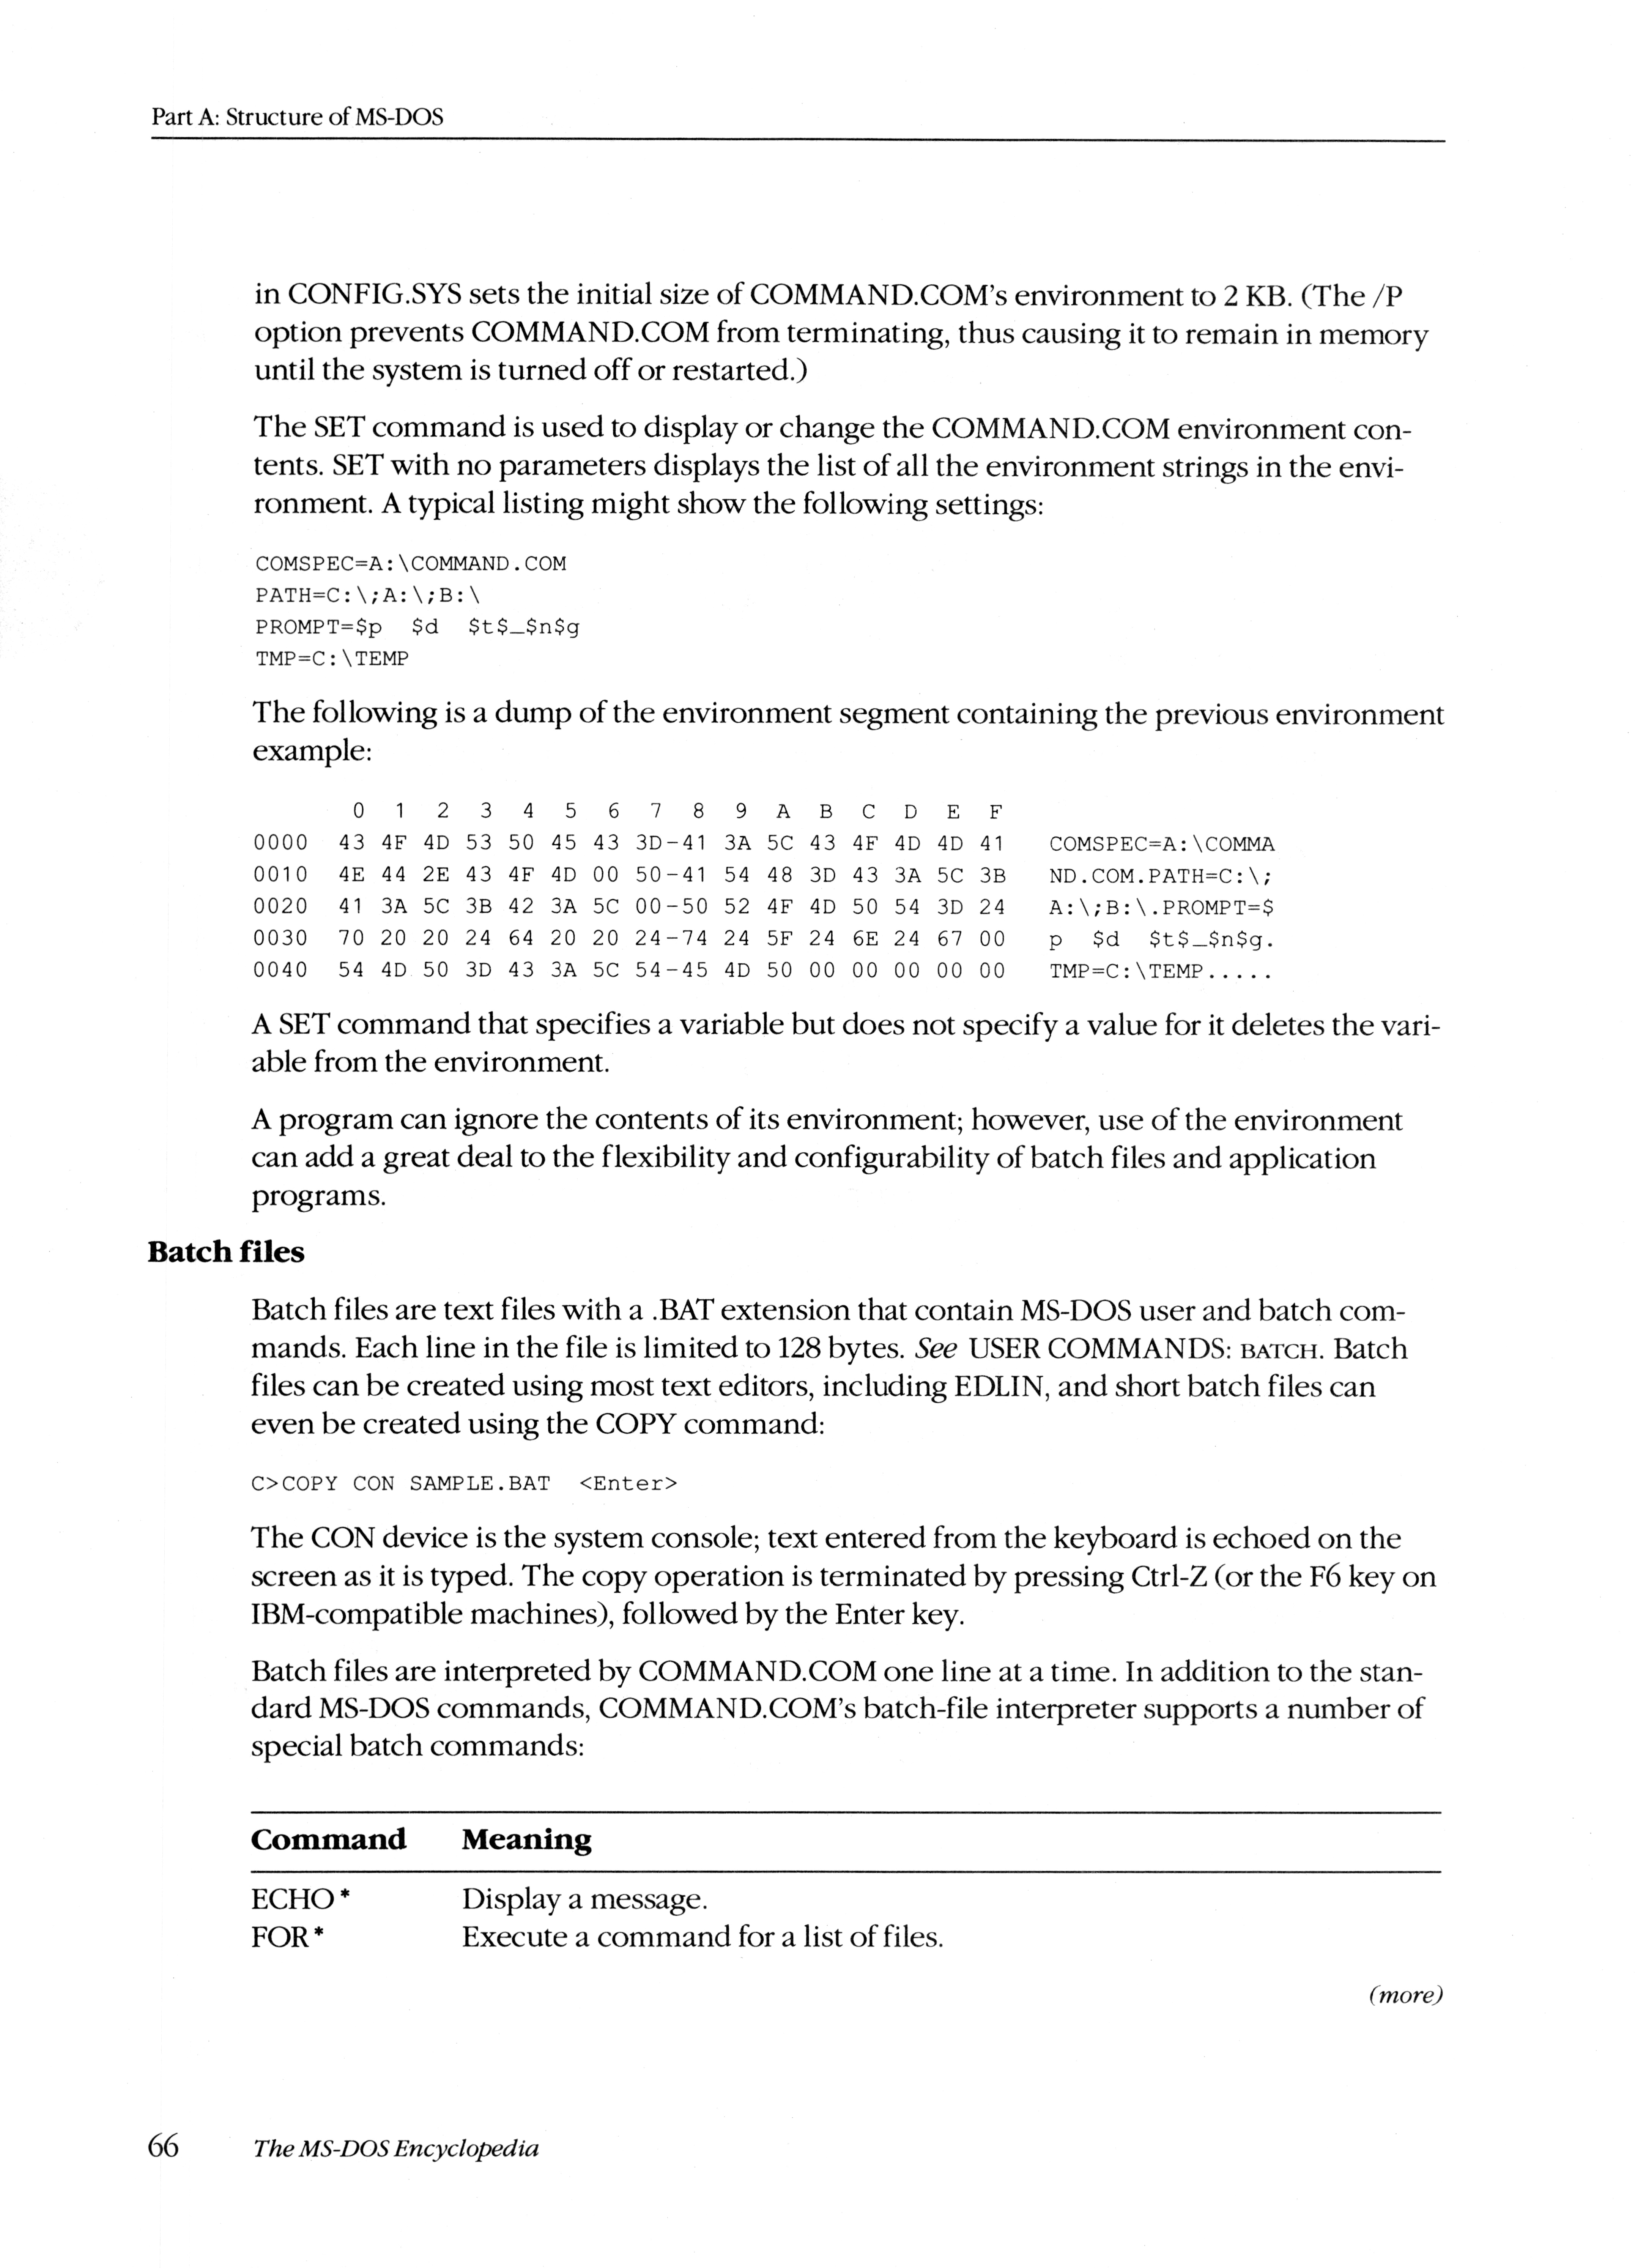 Part A: Structure of MS-DOS
in CONFIG.SYS sets the initial size of COMMAND.COM's environment to 2 KB. (The /P
option prevents COMMAND.COM from terminating, thus causing it to remain in memory
until the system is turned off or restarted.)
The SET command is used to display or change the COMMAND.COM environment con-
tents. SET with no parameters displays the list of all the environment strings in the envi-
ronment. A typical listing might show the following settings:
COMSPEC=A:\COMMAND.COM
PATH=C:\;A:\;B:\
PROMPT=$p  $d  $t$_$n$g
TMP=C:\TEMP
The following is a dump of the environment segment containing the previous environment
example:
0 1 2 3 4 5 6 7 8 9 A B C D E F
0000 43 4F 4D 53 50 45 43 3D-41 3A 5C 43 4F 4D 4D 41 COMSPEC=A:\COMMA
0010 4E 44 2E 43 4F 4D 00 50-41 54 48 3D 43 3A 5C 3B ND.COM.PATH=C:\;
0020 41 3A 5C 3B 42 3A 5C 00-50 52 4F 4D 50 54 3D 24 A:\;B:\.PROMPT=$
0030 70 20 20 24 64 20 20 24-74 24 5F 24 6E 24 67 00 p  $d  $t$_$n$g.
0040 54 4D 50 3D 43 3A 5C 54-45 4D 50 00 00 00 00 00 TMP=C:\TEMP.....
A SET command that specifies a variable but does not specify a value for it deletes the vari-
able from the environment.
A program can ignore the contents of its environment; however, use of the environment
can add a great deal to the flexibility and configurability of batch files and application
programs.
Batch files
Batch files are text files with a .BAT extension that contain MS-DOS user and batch com-
mands. Each line in the file is limited to 128 bytes. See USER COMMANDS: BATCH. Batch
files can be created using most text editors, including EDLIN, and short batch files can
even be created using the COPY command:
C>COPY CON SAMPLE.BAT  <Enter>
The CON device is the system console; text entered from the keyboard is echoed on the
screen as it is typed. The copy operation is terminated by pressing Ctrl-Z (or the F6 key on
IBM-compatible machines), followed by the Enter key.
Batch files are interpreted by COMMAND.COM one line at a time. In addition to the stan-
dard MS-DOS commands, COMMAND.COM's batch-file interpreter supports a number of
special batch commands:
Command Meaning
ECHO* Display a message.
FOR* Execute a command for a list of files.
(more)
66 The MS-DOS Encyclopedia